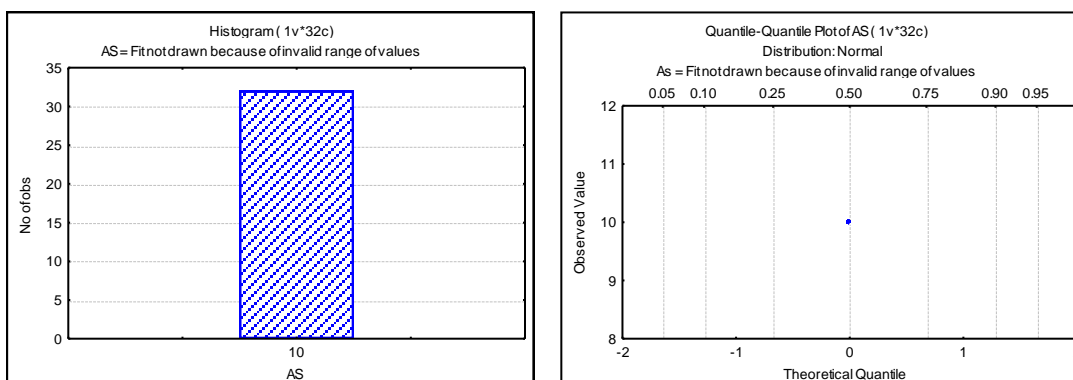 Histogram ( 1v*32c)
AS = Fit not drawn because of invalid range of values
35
30
25
20
15
10
5
0
No of obs
10
AS
Quantile-Quantile Plot of AS ( 1v*32c)
Distribution: Normal
As = Fit not drawn because of invalid range of values
0.05 0.10 0.25 0.50 0.75 0.90 0.95
12
11
10
9
8
Observed Value
-2 -1 0 1
Theoretical Quantile